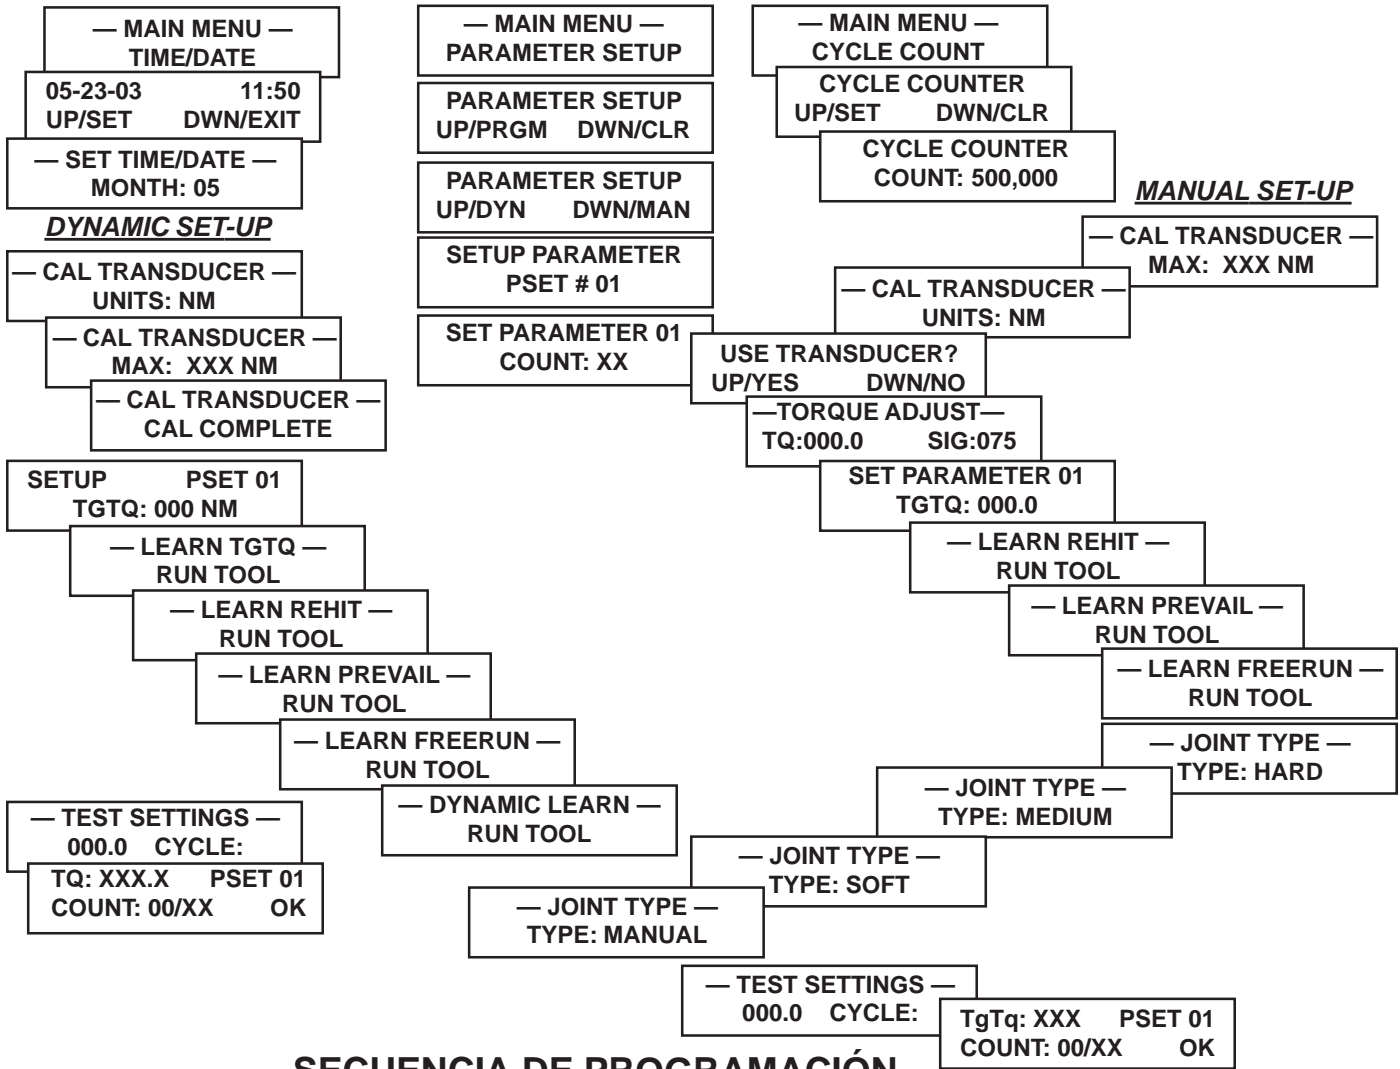 — MAIN MENU —
TIME/DATE
05-23-03 11:50
UP/SET DWN/EXIT
— SET TIME/DATE —
MONTH: 05
— MAIN MENU —
PARAMETER SETUP
PARAMETER SETUP
UP/PRGM DWN/CLR
PARAMETER SETUP
UP/DYN DWN/MAN
SETUP PARAMETER
PSET # 01
SET PARAMETER 01
COUNT: XX
— MAIN MENU —
CYCLE COUNT
CYCLE COUNTER
UP/SET DWN/CLR
CYCLE COUNTER
COUNT: 500,000
DYNAMIC SET-UP
— CAL TRANSDUCER —
UNITS: NM
— CAL TRANSDUCER —
MAX: XXX NM
— CAL TRANSDUCER —
CAL COMPLETE
SETUP PSET 01
TGTQ: 000 NM
— LEARN TGTQ —
RUN TOOL
— LEARN REHIT —
RUN TOOL
— LEARN PREVAIL —
RUN TOOL
— LEARN FREERUN —
RUN TOOL
— DYNAMIC LEARN —
RUN TOOL
— TEST SETTINGS —
000.0 CYCLE:
TQ: XXX.X PSET 01
COUNT: 00/XX OK
MANUAL SET-UP
— CAL TRANSDUCER —
MAX: XXX NM
— CAL TRANSDUCER —
UNITS: NM
USE TRANSDUCER?
UP/YES DWN/NO
—TORQUE ADJUST—
TQ:000.0 SIG:075
SET PARAMETER 01
TGTQ: 000.0
— LEARN REHIT —
RUN TOOL
— LEARN PREVAIL —
RUN TOOL
— LEARN FREERUN —
RUN TOOL
— JOINT TYPE —
TYPE: HARD
— JOINT TYPE —
TYPE: MEDIUM
— JOINT TYPE —
TYPE: SOFT
— JOINT TYPE —
TYPE: MANUAL
— TEST SETTINGS —
000.0 CYCLE:
TgTq: XXX PSET 01
COUNT: 00/XX OK
SECUENCIA DE PROGRAMACIÓN